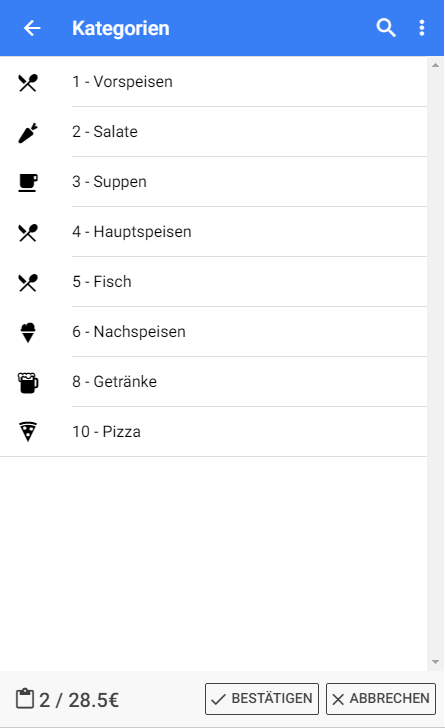 Kategorien
1 - Vorspeisen
2 - Salate
3 - Suppen
4 - Hauptspeisen
5 - Fisch
6 - Nachspeisen
8 - Getränke
10 - Pizza
2 / 28.5€ BESTÄTIGEN ABBRECHEN